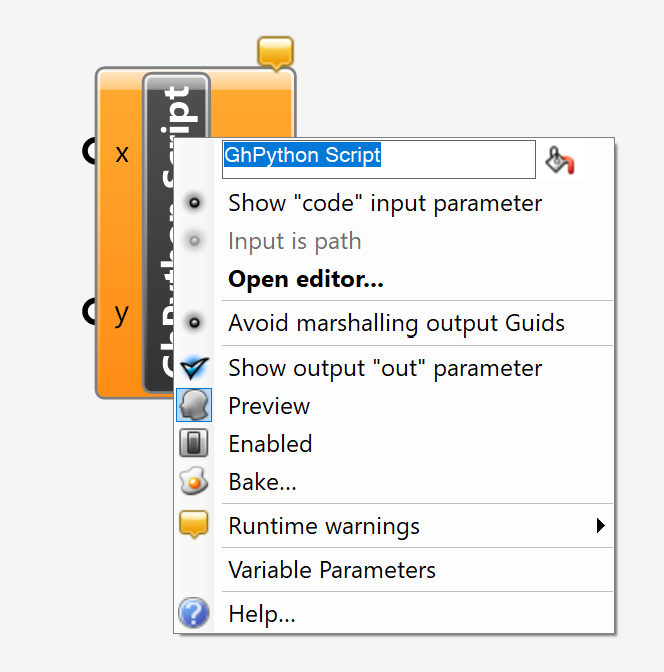 x
y
GhPython Script
GhPython Script
Show "code" input parameter
Input is path
Open editor...
Avoid marshalling output Guids
Show output "out" parameter
Preview
Enabled
Bake...
Runtime warnings
Variable Parameters
Help...